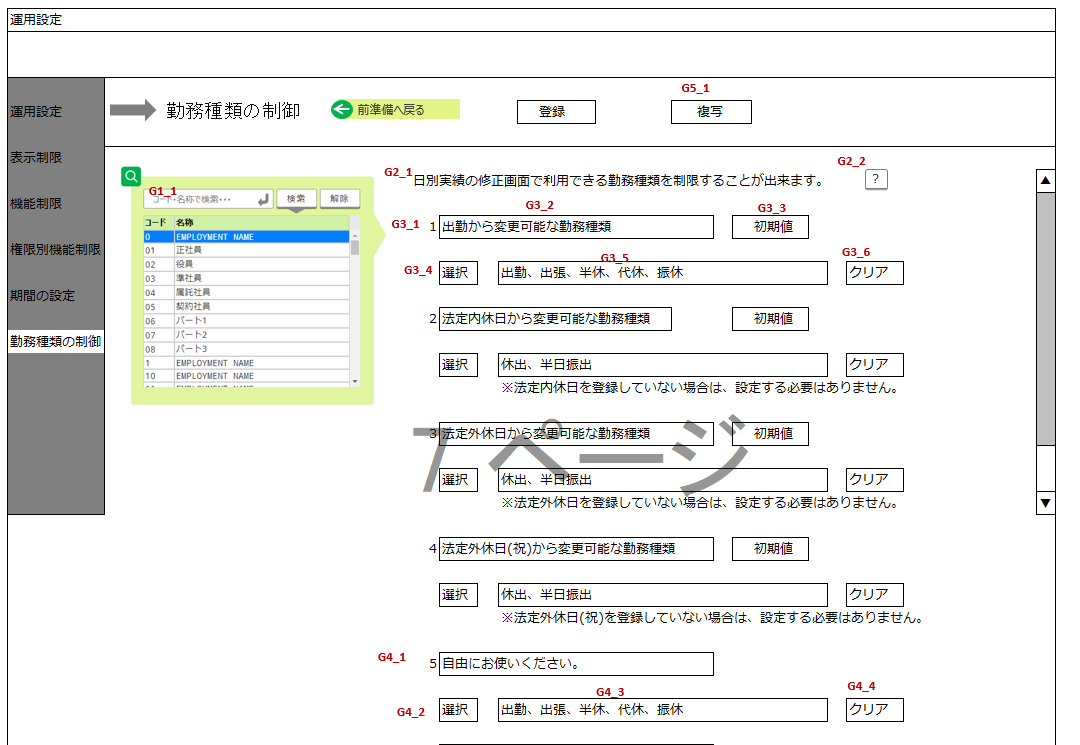 運用設定
運用設定
表示制限
機能制限
権限別機能制限
期間の設定
勤務種類の制御
勤務種類の制御
前準備へ戻る
登録
G5_1
複写
G1_1
コード・名称で検索・・・
検索
解除
コード 名称
0 EMPLOYMENT NAME
01 正社員
02 役員
03 準社員
04 属託社員
05 契約社員
06 パート1
07 パート2
08 パート3
1 EMPLOYMENT NAME
10 EMPLOYMENT NAME
G2_1
日別実績の修正画面で利用できる勤務種類を制限することが出来ます。
G2_2
?
G3_1
G3_2
G3_3
1 出勤から変更可能な勤務種類 初期値
G3_4
G3_5
G3_6
選択 出勤、出張、半休、代休、振休 クリア
2 法定内休日から変更可能な勤務種類 初期値
選択 休出、半日振出 クリア
※法定内休日を登録していない場合は、設定する必要はありません。
7 ページ
3 法定外休日から変更可能な勤務種類 初期値
選択 休出、半日振出 クリア
※法定外休日を登録していない場合は、設定する必要はありません。
4 法定外休日(祝)から変更可能な勤務種類 初期値
選択 休出、半日振出 クリア
※法定外休日(祝)を登録していない場合は、設定する必要はありません。
G4_1
5 自由にお使いください。
G4_2
G4_3
G4_4
選択 出勤、出張、半休、代休、振休 クリア